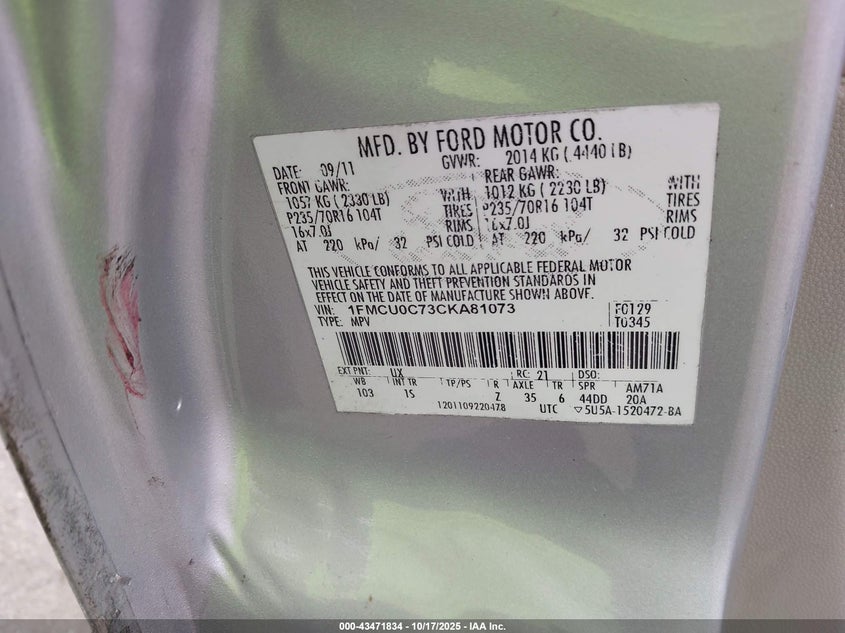 MFD. BY FORD MOTOR CO.
DATE: 09/11 GVWR: 2014 KG ( 4440 LB)
FRONT GAWR: REAR GAWR:
1057 KG ( 2330 LB) WITH 1012 KG ( 2230 LB) WITH
P235/70R16 104T TIRES P235/70R16 104T TIRES
16x7.0J RIMS 16x7.0J RIMS
AT 220 kPa/ 32 PSI COLD AT 220 kPa/ 32 PSI COLD
THIS VEHICLE CONFORMS TO ALL APPLICABLE FEDERAL MOTOR
VEHICLE SAFETY AND THEFT PREVENTION STANDARDS IN
EFFECT ON THE DATE OF MANUFACTURE SHOWN ABOVE.
VIN: 1FMCU0C73CKA81073 F0129
TYPE: MPV T0345
EXT PNT: UX RC: 21 DSO:
WB INT TR TP/PS R AXLE TR SPR AM71A
103 1S Z 35 6 44DD 20A
1201109220478 UTC ▽5U5A-1520472-BA
000-43471834 - 10/17/2025 - IAA Inc.